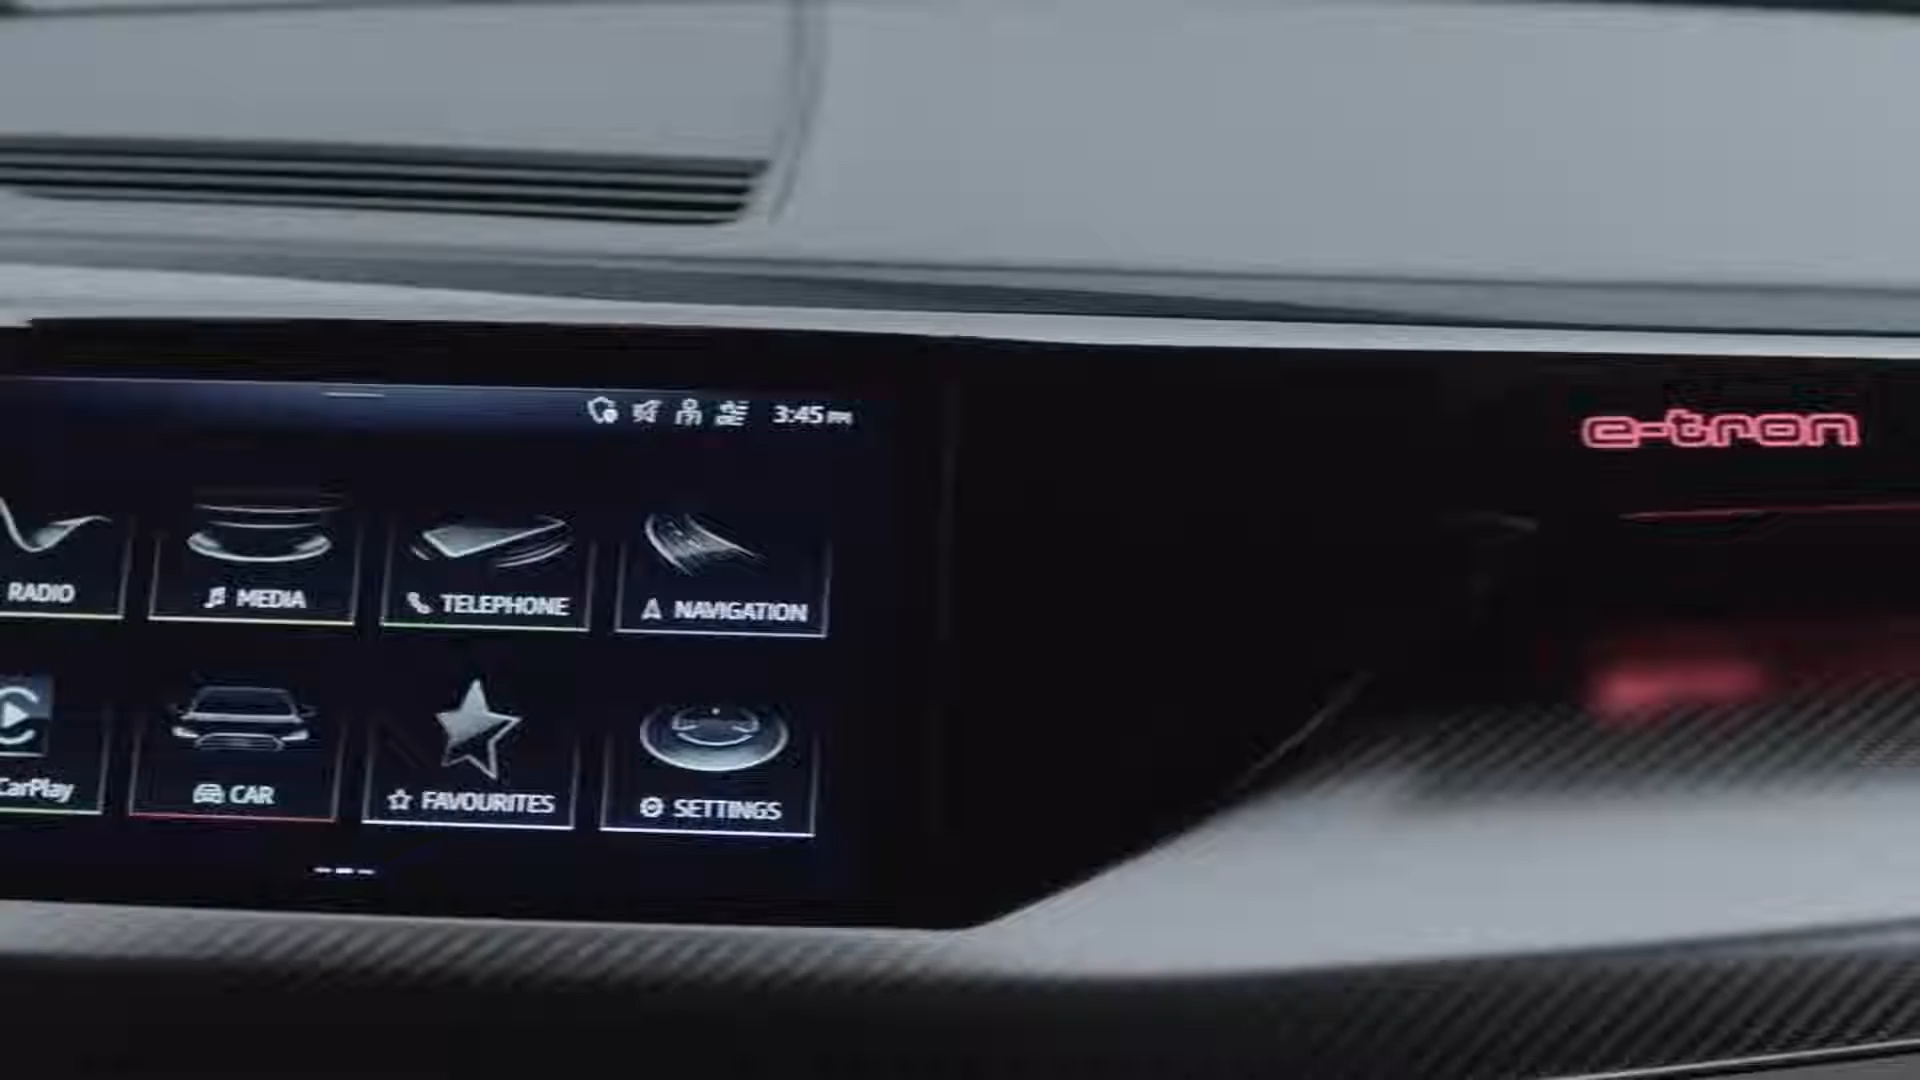 3:45 PM
e-tron
RADIO
MEDIA
TELEPHONE
NAVIGATION
CarPlay
CAR
FAVOURITES
SETTINGS